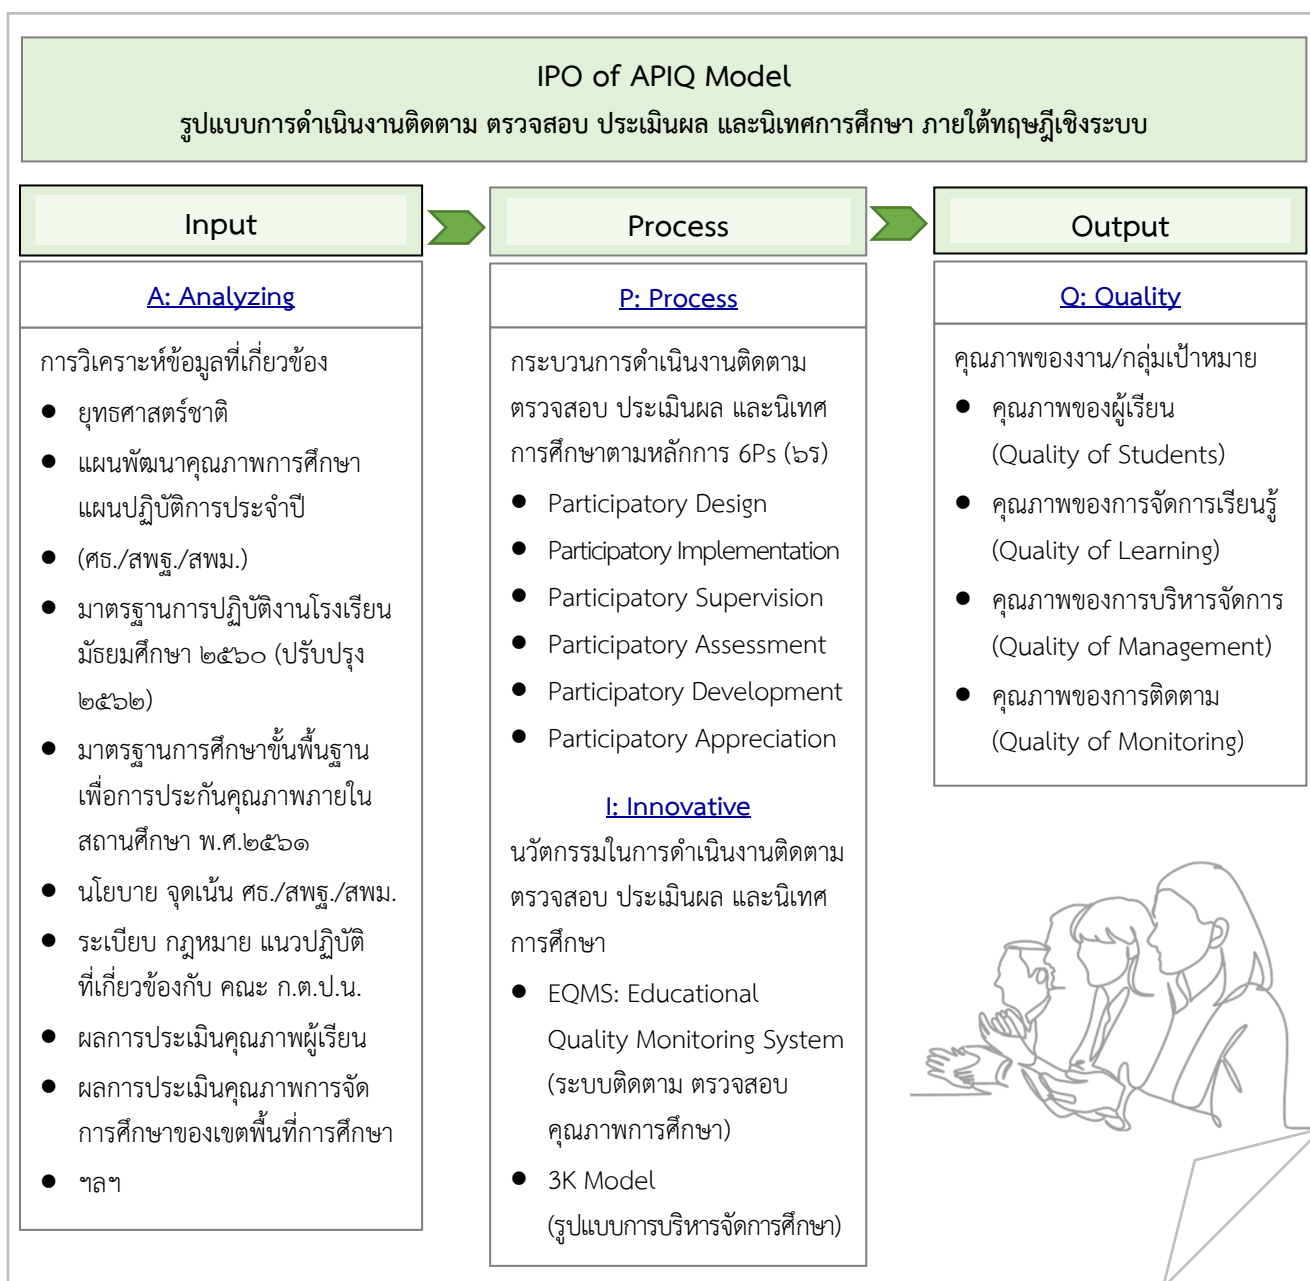 IPO of APIQ Model
รูปแบบการดำเนินงานติดตาม ตรวจสอบ ประเมินผล และนิเทศการศึกษา ภายใต้ทฤษฎีเชิงระบบ
Input
A: Analyzing
การวิเคราะห์ข้อมูลที่เกี่ยวข้อง
● ยุทธศาสตร์ชาติ
● แผนพัฒนาคุณภาพการศึกษา
แผนปฏิบัติการประจำปี
● (ศธ./สพฐ./สพม.)
● มาตรฐานการปฏิบัติงานโรงเรียน
มัธยมศึกษา ๒๕๖๐ (ปรับปรุง
๒๕๖๒)
● มาตรฐานการศึกษาขั้นพื้นฐาน
เพื่อการประกันคุณภาพภายใน
สถานศึกษา พ.ศ.๒๕๖๑
● นโยบาย จุดเน้น ศธ./สพฐ./สพม.
● ระเบียบ กฎหมาย แนวปฏิบัติ
ที่เกี่ยวข้องกับ คณะ ก.ต.ป.น.
● ผลการประเมินคุณภาพผู้เรียน
● ผลการประเมินคุณภาพการจัด
การศึกษาของเขตพื้นที่การศึกษา
● ฯลฯ
Process
P: Process
กระบวนการดำเนินงานติดตาม
ตรวจสอบ ประเมินผล และนิเทศ
การศึกษาตามหลักการ 6Ps (๖ร)
● Participatory Design
● Participatory Implementation
● Participatory Supervision
● Participatory Assessment
● Participatory Development
● Participatory Appreciation
I: Innovative
นวัตกรรมในการดำเนินงานติดตาม
ตรวจสอบ ประเมินผล และนิเทศ
การศึกษา
● EQMS: Educational
Quality Monitoring System
(ระบบติดตาม ตรวจสอบ
คุณภาพการศึกษา)
● 3K Model
(รูปแบบการบริหารจัดการศึกษา)
Output
Q: Quality
คุณภาพของงาน/กลุ่มเป้าหมาย
● คุณภาพของผู้เรียน
(Quality of Students)
● คุณภาพของการจัดการเรียนรู้
(Quality of Learning)
● คุณภาพของการบริหารจัดการ
(Quality of Management)
● คุณภาพของการติดตาม
(Quality of Monitoring)